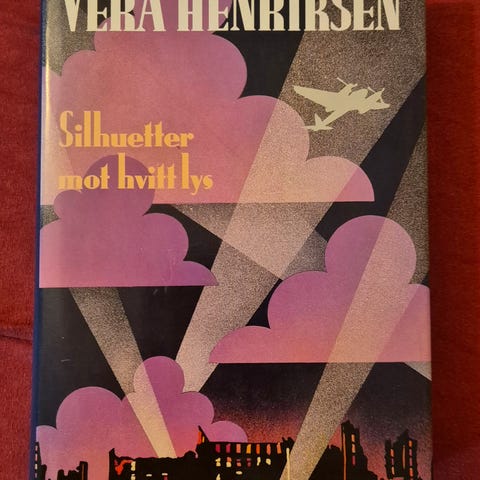 VERA HENRIKSEN
Silhuetter
mot hvitt lys